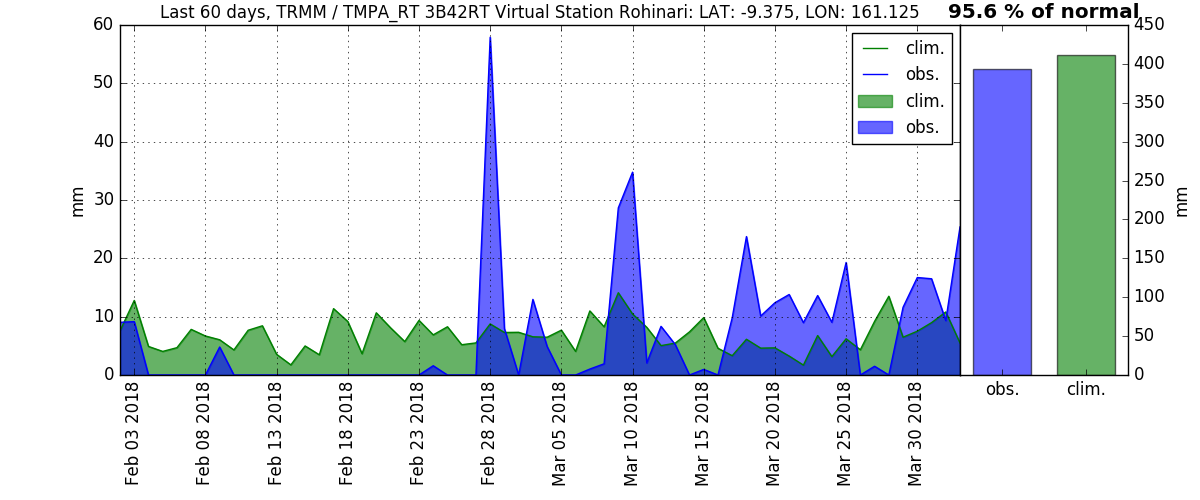 Last 60 days, TRMM / TMPA_RT 3B42RT Virtual Station Rohinari: LAT: -9.375, LON: 161.125
95.6 % of normal
60
50
40
30
20
10
0
mm
clim.
obs.
clim.
obs.
450
400
350
300
250
200
150
100
50
0
mm
obs.
clim.
Feb 03 2018
Feb 08 2018
Feb 13 2018
Feb 18 2018
Feb 23 2018
Feb 28 2018
Mar 05 2018
Mar 10 2018
Mar 15 2018
Mar 20 2018
Mar 25 2018
Mar 30 2018